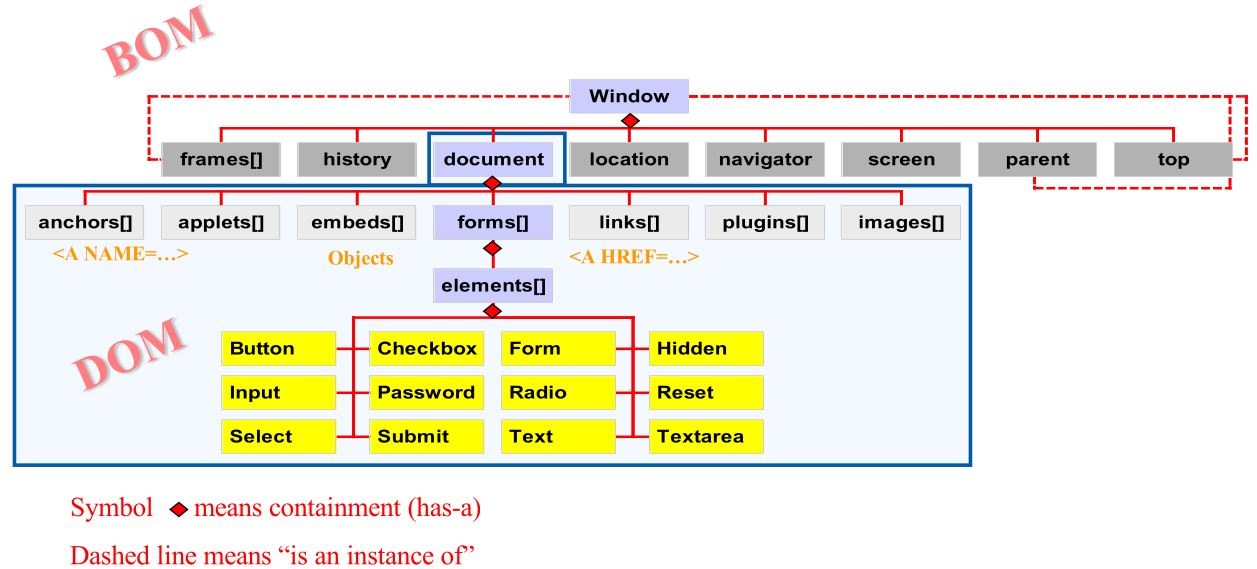 BOM
Window
frames[] history document location navigator screen parent top
anchors[] applets[] embeds[] forms[] links[] plugins[] images[]
<A NAME=…> Objects <A HREF=…>
elements[]
DOM
Button Checkbox Form Hidden
Input Password Radio Reset
Select Submit Text Textarea
Symbol means containment (has-a)
Dashed line means “is an instance of”